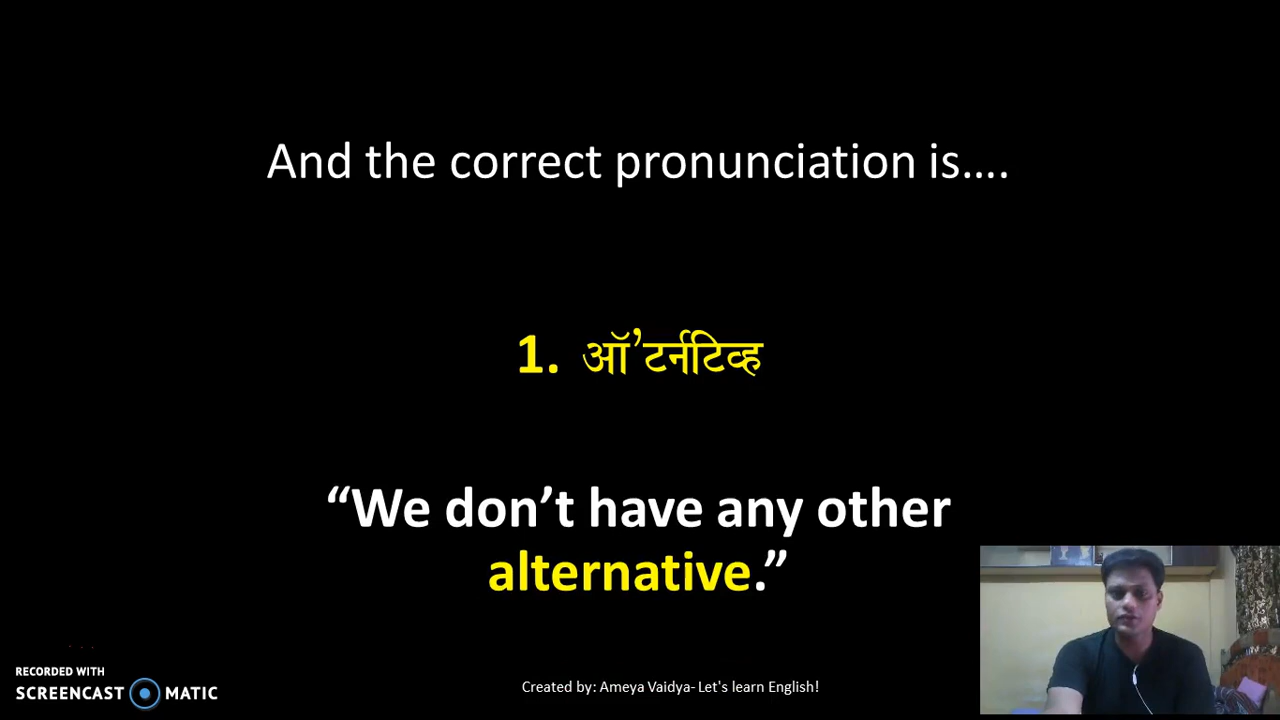 And the correct pronunciation is....
1. ऑ’टर्नटिव्ह
“We don’t have any other
alternative.”
RECORDED WITH
SCREENCAST MATIC
Created by: Ameya Vaidya- Let's learn English!